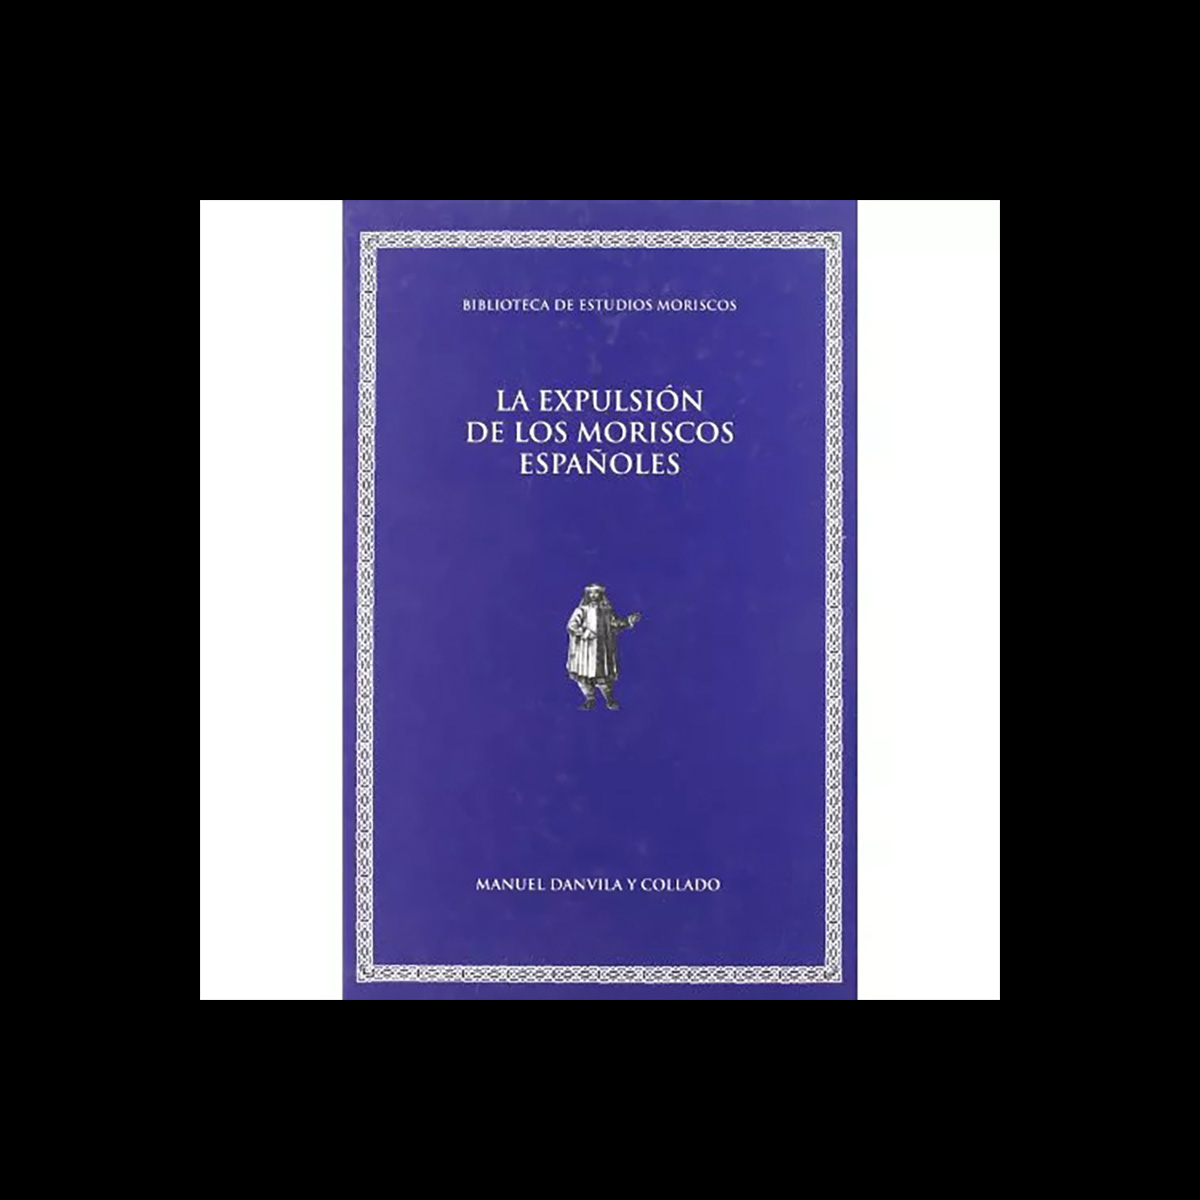 BIBLIOTECA DE ESTUDIOS MORISCOS
LA EXPULSIÓN
DE LOS MORISCOS
ESPAÑOLES
MANUEL DANVILA Y COLLADO